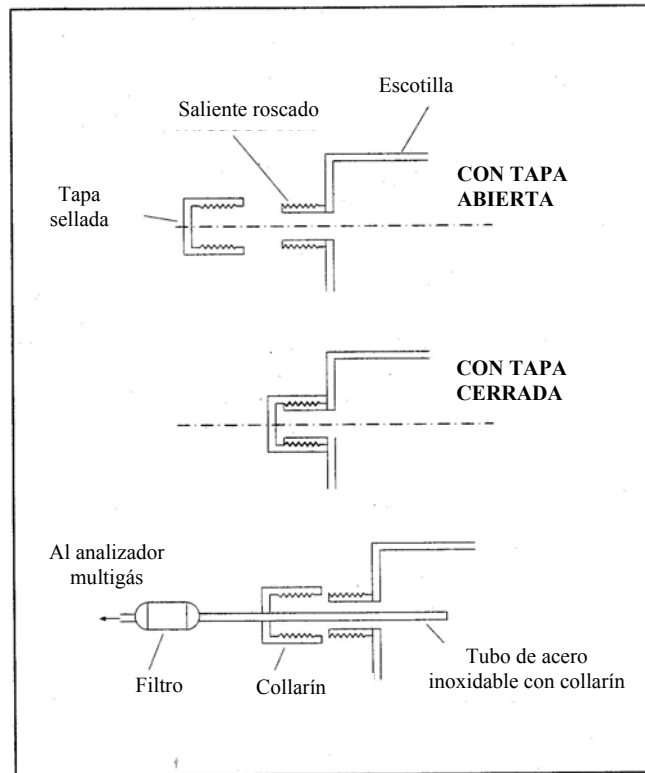 Escotilla
Saliente roscado
CON TAPA
ABIERTA
Tapa
sellada
CON TAPA
CERRADA
Al analizador
multigás
Filtro
Collarín
Tubo de acero
inoxidable con collarín